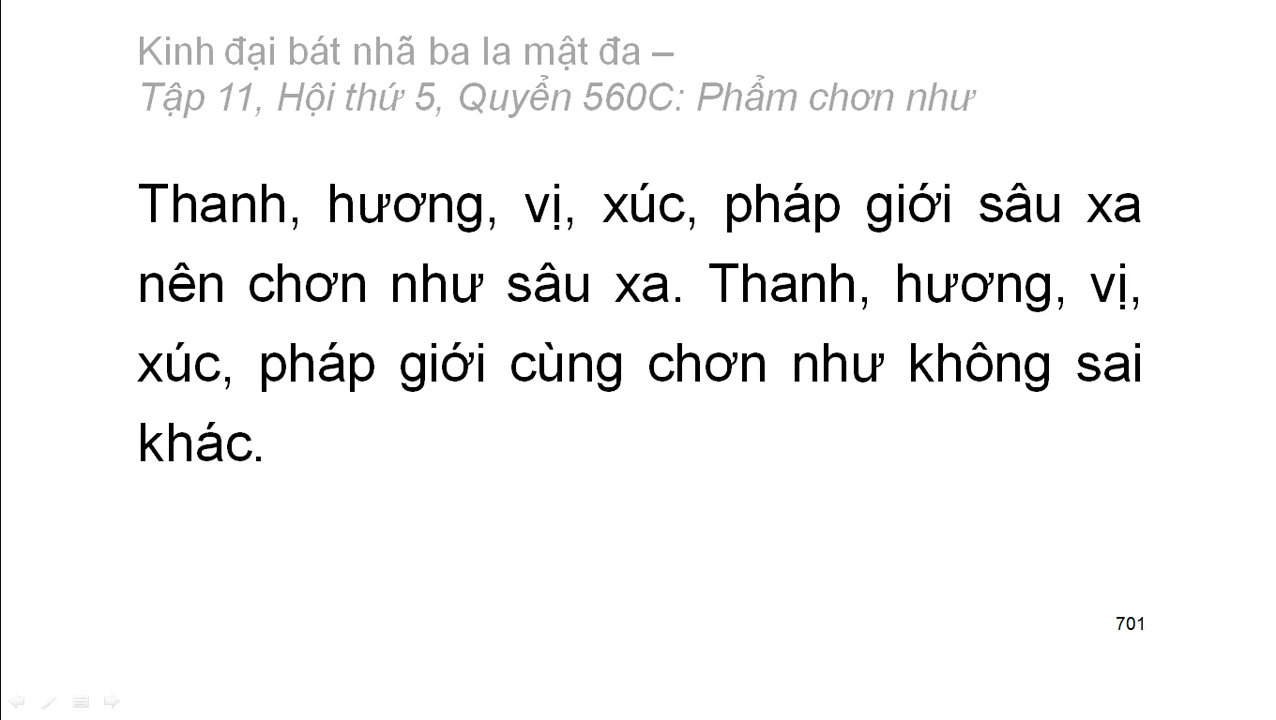 Kinh đại bát nhã ba la mật đa –
Tập 11, Hội thứ 5, Quyển 560C: Phẩm chơn như
Thanh, hương, vị, xúc, pháp giới sâu xa
nên chơn như sâu xa. Thanh, hương, vị,
xúc, pháp giới cùng chơn như không sai
khác.
701